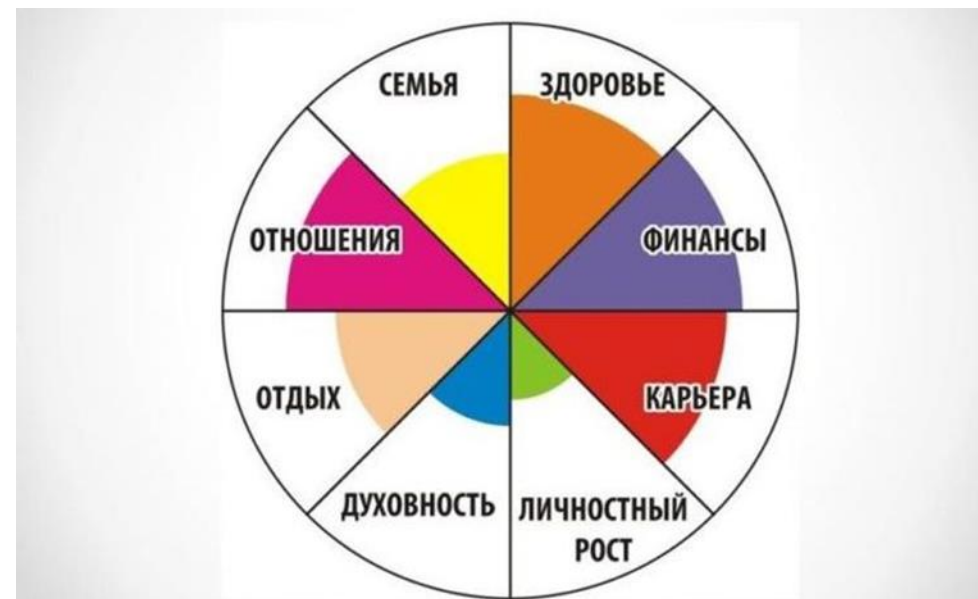 СЕМЬЯ
ЗДОРОВЬЕ
ОТНОШЕНИЯ
ФИНАНСЫ
ОТДЫХ
КАРЬЕРА
ДУХОВНОСТЬ
ЛИЧНОСТНЫЙ
РОСТ